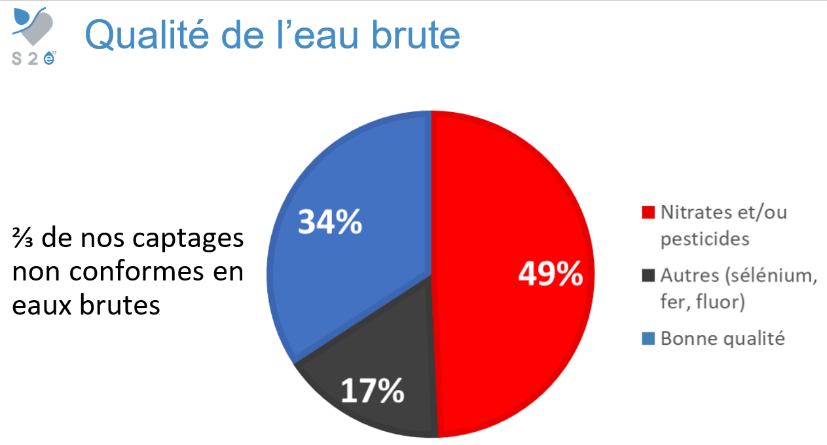 Qualité de l'eau brute
S 2 e
⅔ de nos captages
non conformes en
eaux brutes
34%
49%
17%
Nitrates et/ou
pesticides
Autres (sélénium,
fer, fluor)
Bonne qualité